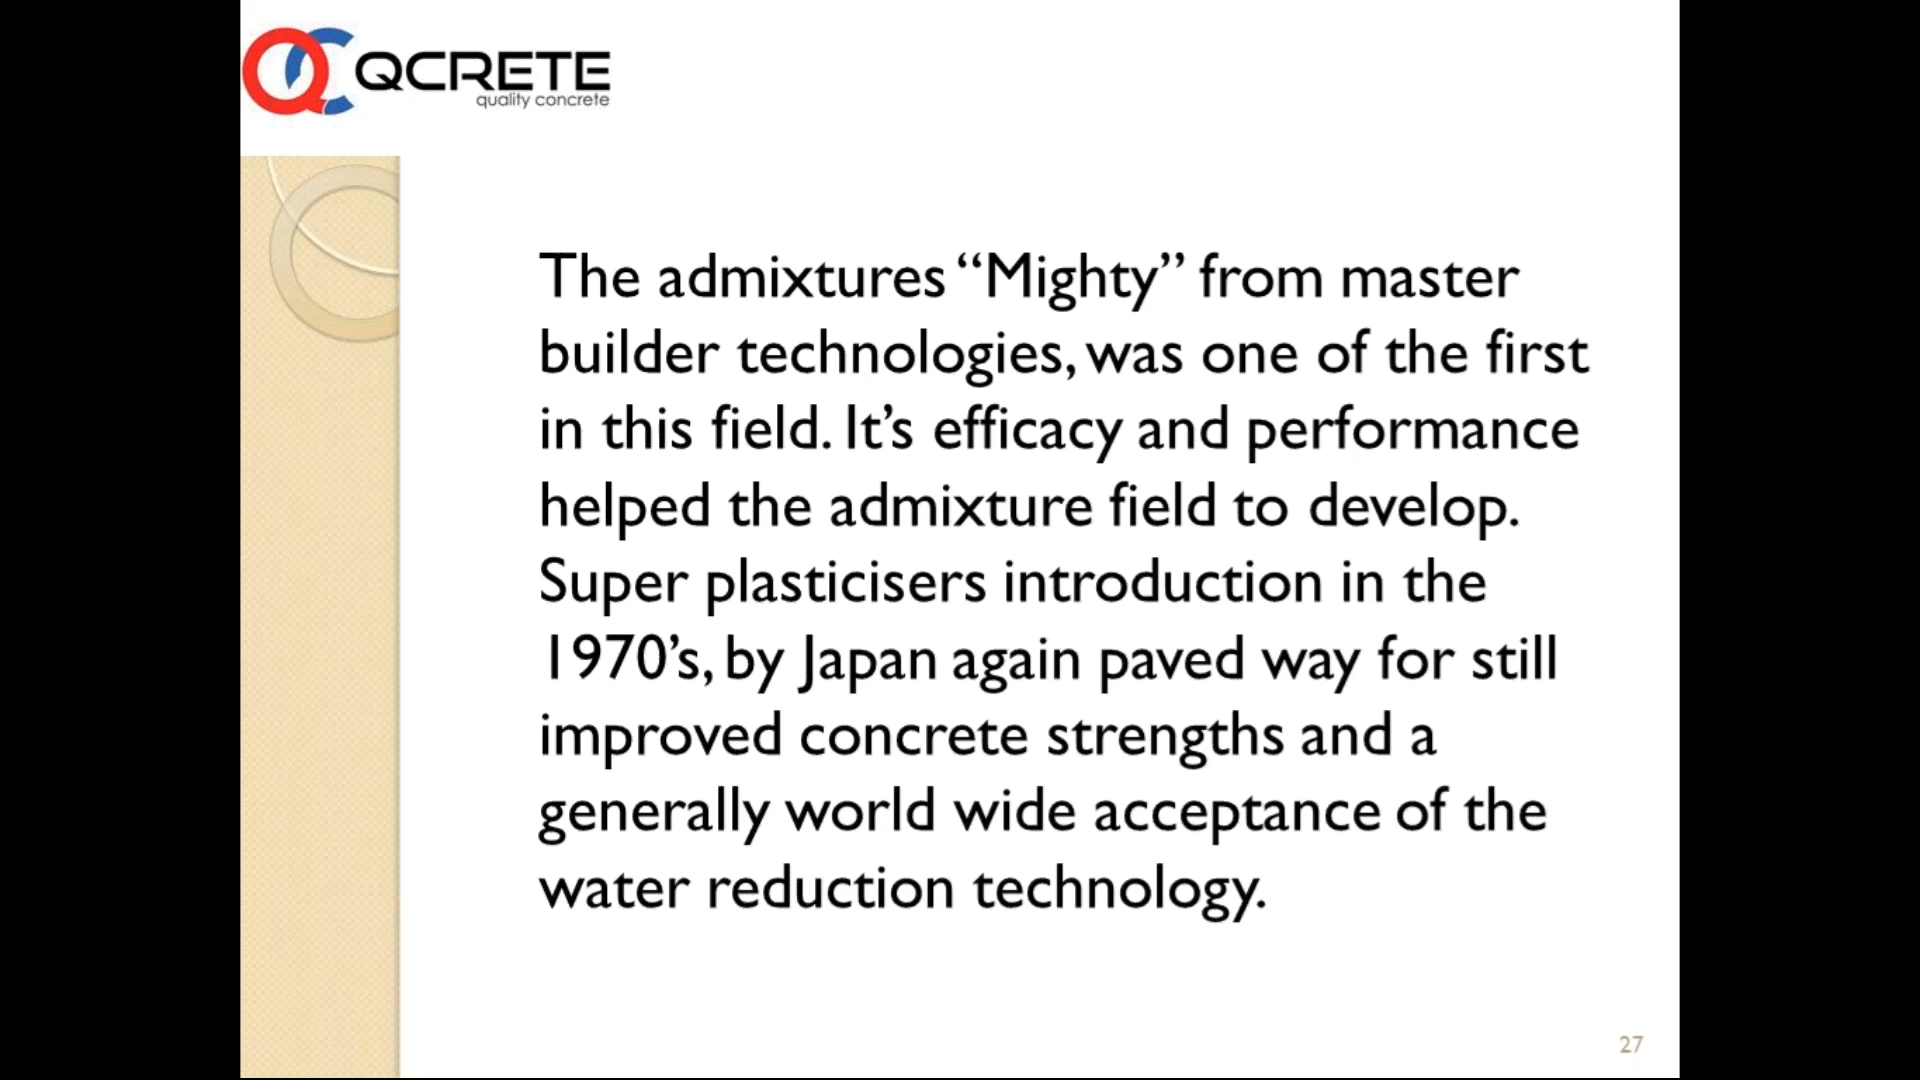 QCRETE
quality concrete
The admixtures “Mighty” from master
builder technologies, was one of the first
in this field. It’s efficacy and performance
helped the admixture field to develop.
Super plasticisers introduction in the
1970’s, by Japan again paved way for still
improved concrete strengths and a
generally world wide acceptance of the
water reduction technology.
27